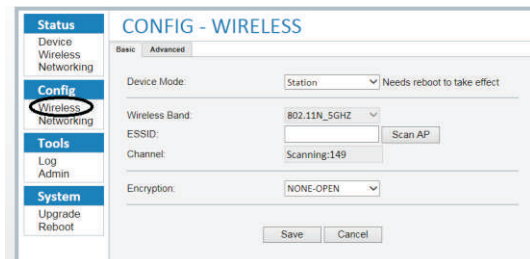 Status
Device
Wireless
Networking
Config
Wireless
Networking
Tools
Log
Admin
System
Upgrade
Reboot
CONFIG - WIRELESS
Basic Advanced
Device Mode: Station Needs reboot to take effect
Wireless Band: 802.11N_5GHZ
ESSID: Scan AP
Channel: Scanning:149
Encryption: NONE-OPEN
Save Cancel